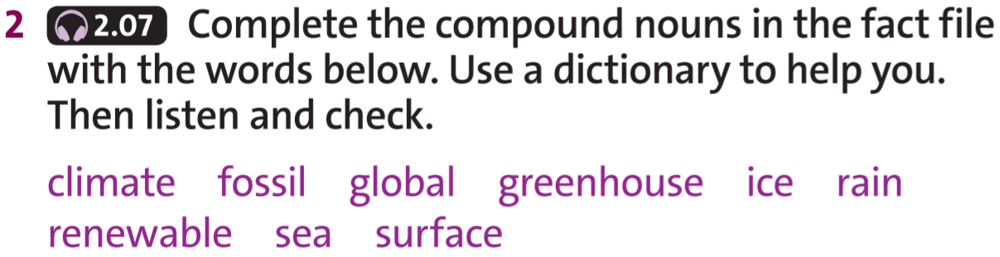 2 2.07 Complete the compound nouns in the fact file
with the words below. Use a dictionary to help you.
Then listen and check.
climate fossil global greenhouse ice rain
renewable sea surface